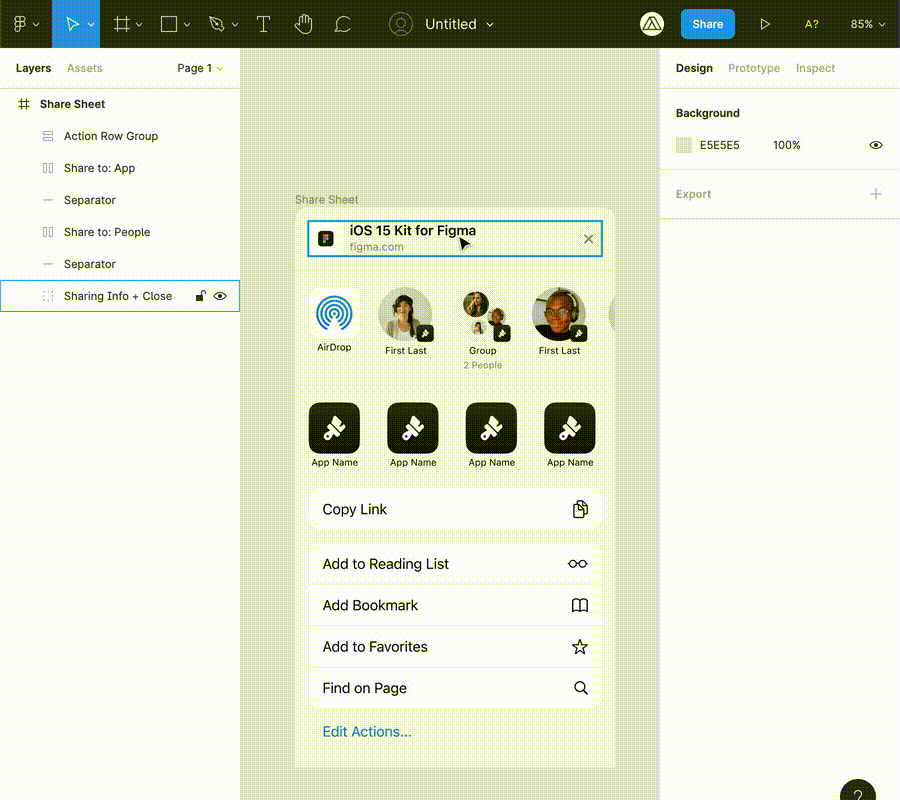 Untitled
Share
A?
85%
Layers
Assets
Page 1
Share Sheet
Action Row Group
Share to: App
Separator
Share to: People
Separator
Sharing Info + Close
Share Sheet
iOS 15 Kit for Figma
figma.com
AirDrop
First Last
Group
2 People
First Last
App Name
App Name
App Name
App Name
Copy Link
Add to Reading List
Add Bookmark
Add to Favorites
Find on Page
Edit Actions...
Design
Prototype
Inspect
Background
E5E5E5
100%
Export
?